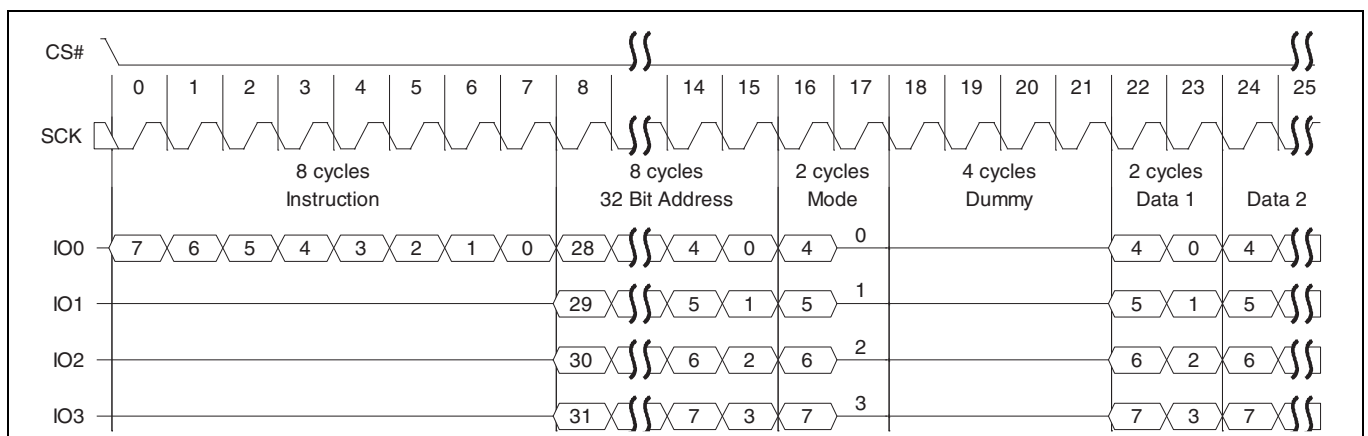 CS#
0 1 2 3 4 5 6 7 8 14 15 16 17 18 19 20 21 22 23 24 25
SCK
8 cycles 8 cycles 2 cycles 4 cycles 2 cycles
Instruction 32 Bit Address Mode Dummy Data 1 Data 2
IO0 7 6 5 4 3 2 1 0 28 4 0 4 0 4 0 4
IO1 29 5 1 5 1 5 1 5
IO2 30 6 2 6 2 6 2 6
IO3 31 7 3 7 3 7 3 7